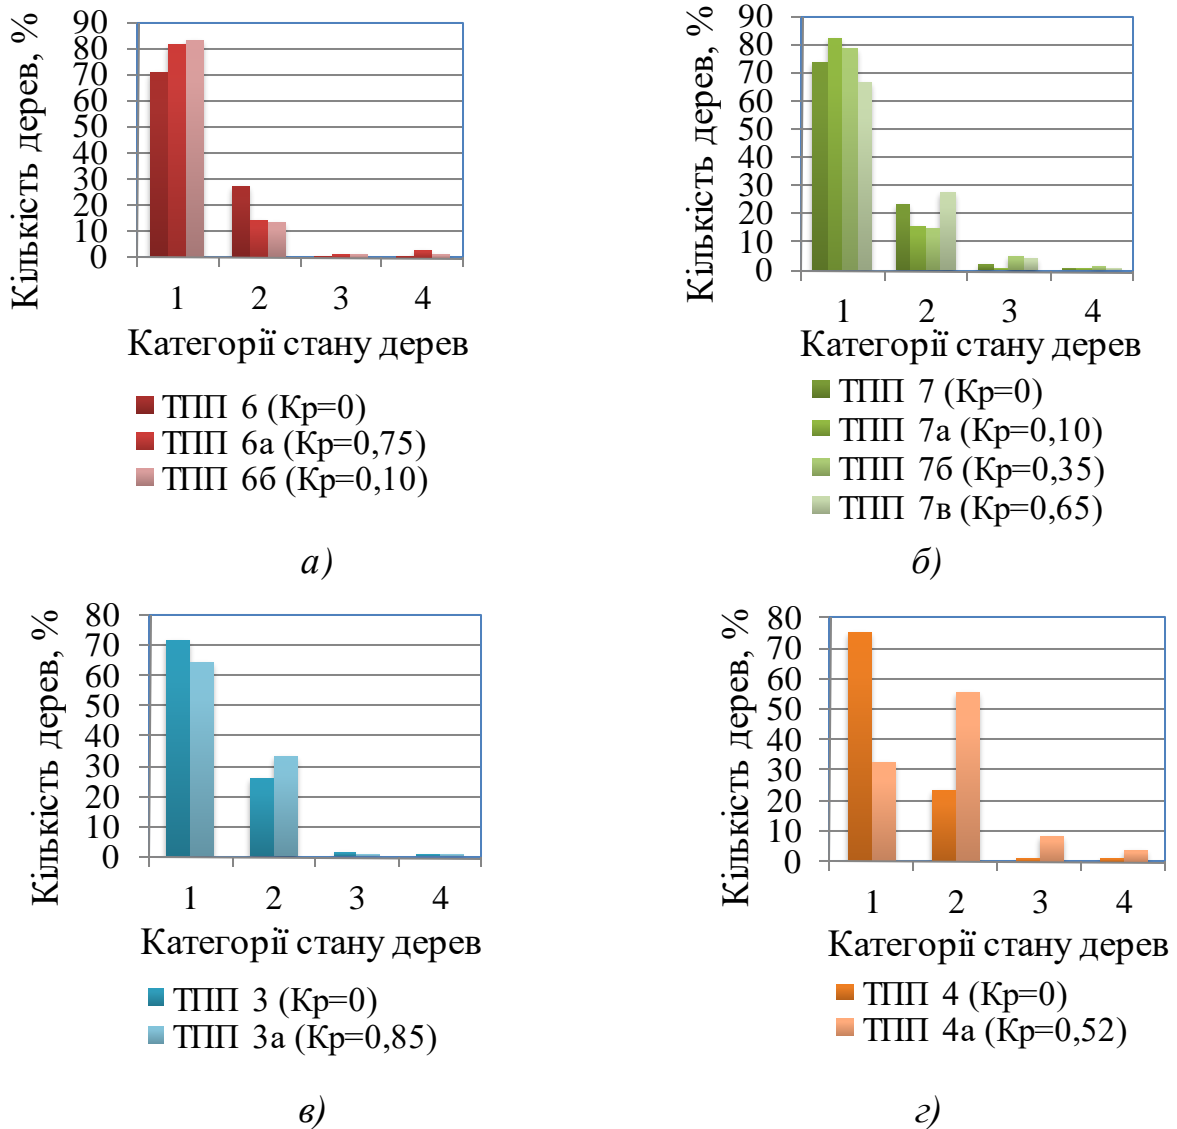 Кількість дерев, %
90
80
70
60
50
40
30
20
10
0
1 2 3 4
Категорії стану дерев
ТПП 6 (Кр=0)
ТПП 6а (Кр=0,75)
ТПП 6б (Кр=0,10)
а)
Кількість дерев, %
90
80
70
60
50
40
30
20
10
0
1 2 3 4
Категорії стану дерев
ТПП 7 (Кр=0)
ТПП 7а (Кр=0,10)
ТПП 7б (Кр=0,35)
ТПП 7в (Кр=0,65)
б)
Кількість дерев, %
80
70
60
50
40
30
20
10
0
1 2 3 4
Категорії стану дерев
ТПП 3 (Кр=0)
ТПП 3а (Кр=0,85)
в)
Кількість дерев, %
80
70
60
50
40
30
20
10
0
1 2 3 4
Категорії стану дерев
ТПП 4 (Кр=0)
ТПП 4а (Кр=0,52)
г)